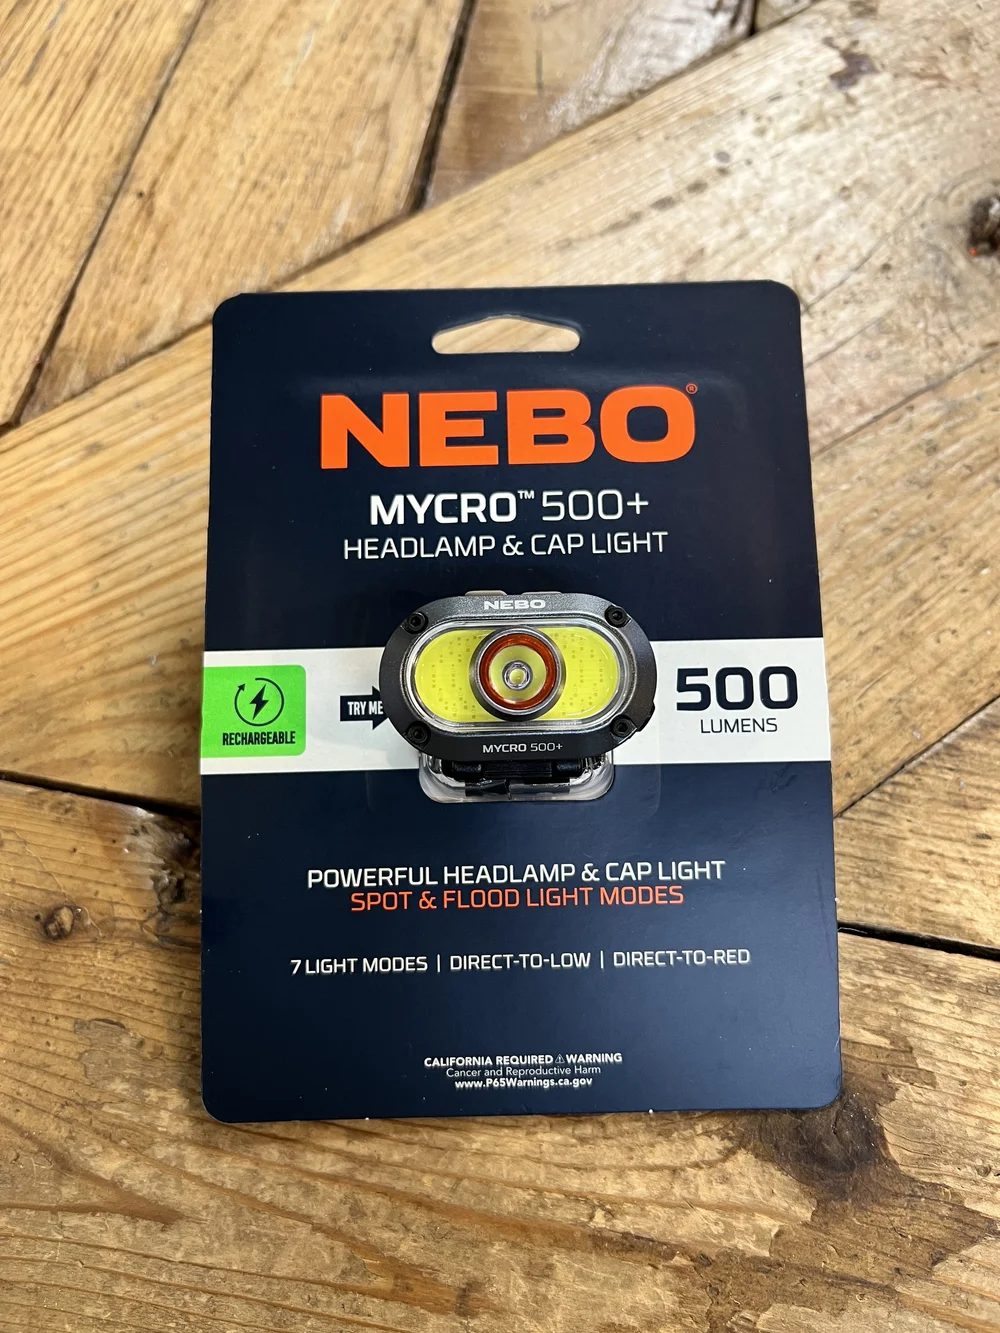 NEBO®
MYCRO™ 500+
HEADLAMP & CAP LIGHT
NEBO
RECHARGEABLE
TRY ME
MYCRO 500+
500
LUMENS
POWERFUL HEADLAMP & CAP LIGHT
SPOT & FLOOD LIGHT MODES
7 LIGHT MODES | DIRECT-TO-LOW | DIRECT-TO-RED
CALIFORNIA REQUIRED ⚠ WARNING
Cancer and Reproductive Harm
www.P65Warnings.ca.gov